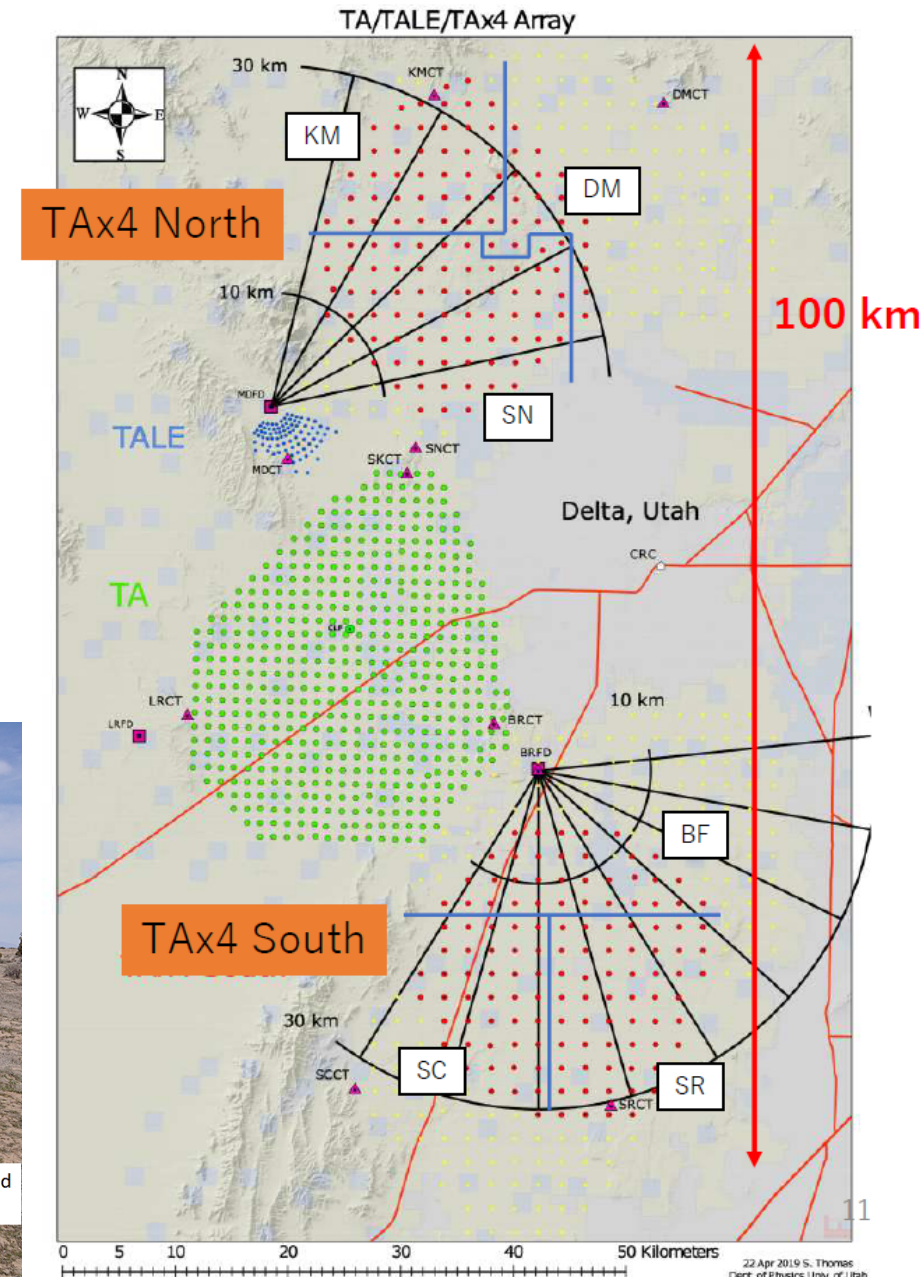 TA/TALE/TAx4 Array
30 km
KMCT
DMCT
N
W E
S
KM
DM
TAx4 North
10 km
100 km
MDFD
SN
TALE
SNCT
MDCT
SKCT
Delta, Utah
CRC
TA
CLF
10 km
LRCT
LRFD
BRCT
BRFD
BF
TAx4 South
30 km
SC
SCCT
SR
SRCT
d
11
0 5 10 20 30 40 50 Kilometers
22 Apr 2019 S. Thomas
Dept. of Physics Univ. of Utah